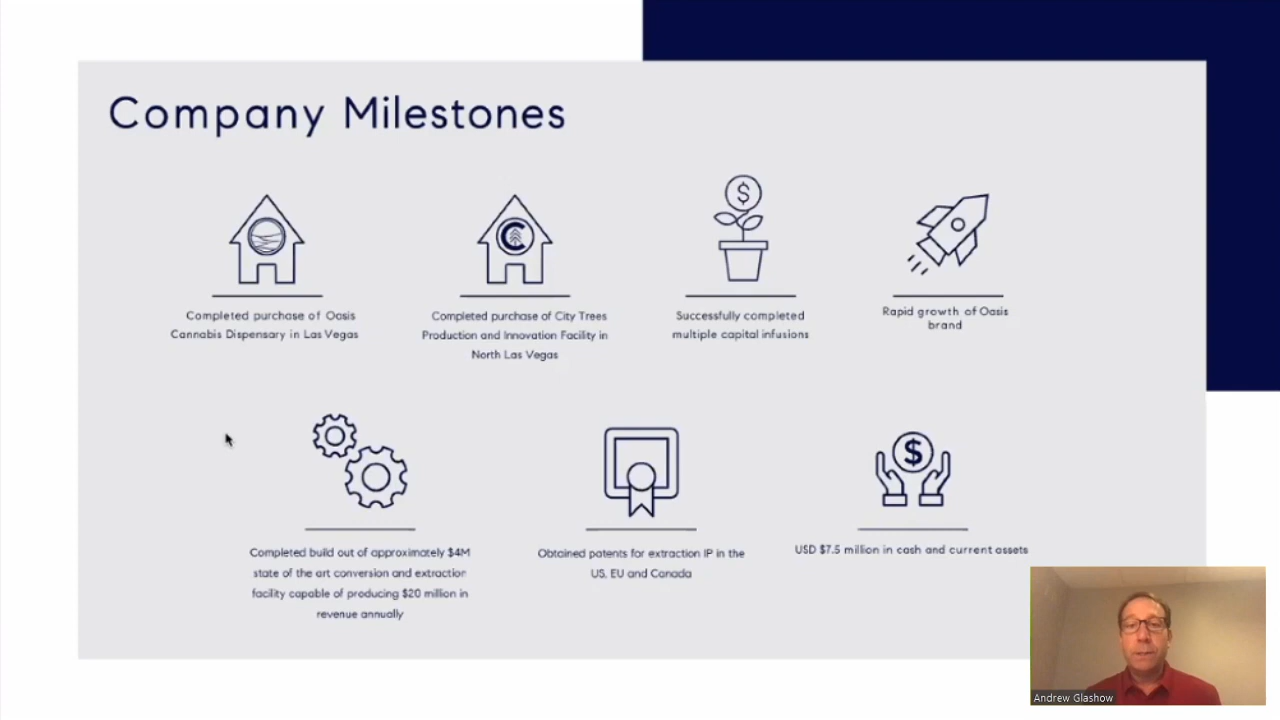 Company Milestones
$
Completed purchase of Oasis
Cannabis Dispensary in Las Vegas
C
Completed purchase of City Trees
Production and Innovation Facility in
North Las Vegas
Successfully completed
multiple capital infusions
Rapid growth of Oasis
brand
$
Completed build out of approximately $4M
state of the art conversion and extraction
facility capable of producing $20 million in
revenue annually
Obtained patents for extraction IP in the
US, EU and Canada
USD $7.5 million in cash and current assets
Andrew Glashow